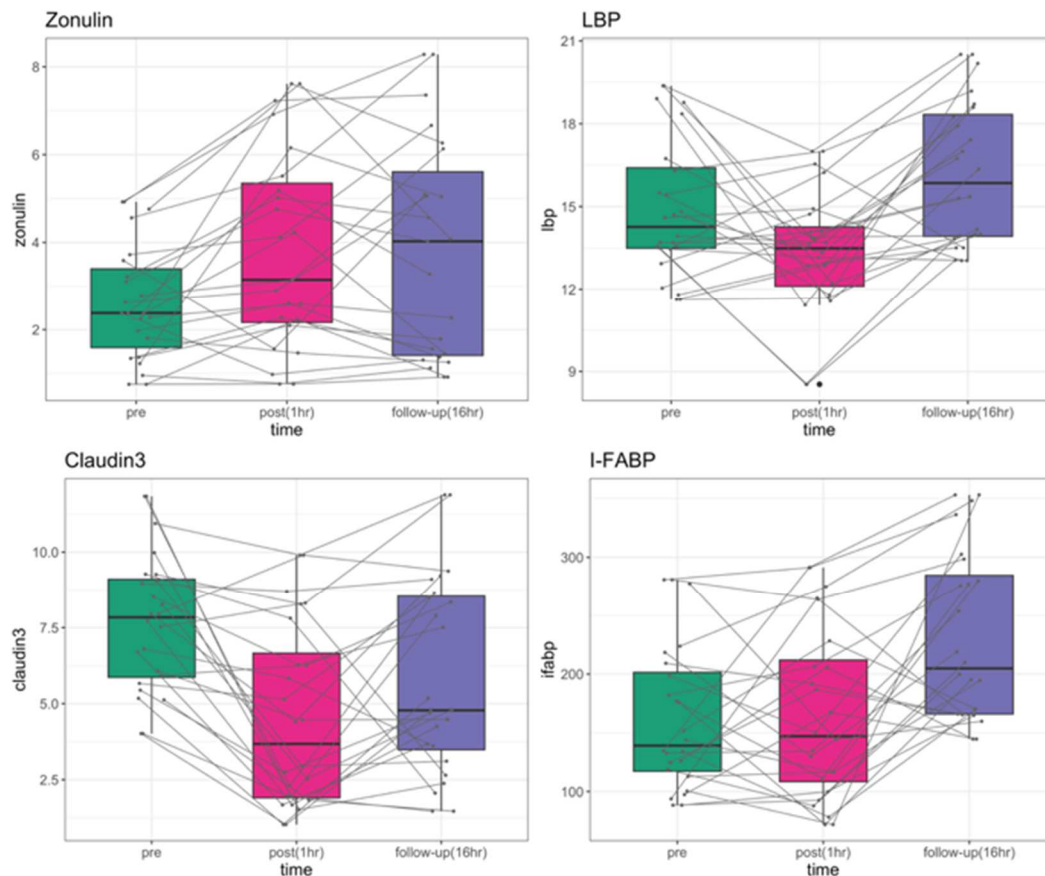 Zonulin
8
6
4
2
zonulin
pre
post(1hr)
follow-up(16hr)
time
LBP
21
18
15
12
9
lbp
pre
post(1hr)
follow-up(16hr)
time
Claudin3
10.0
7.5
5.0
2.5
claudin3
pre
post(1hr)
follow-up(16hr)
time
I-FABP
300
200
100
ifabp
pre
post(1hr)
follow-up(16hr)
time